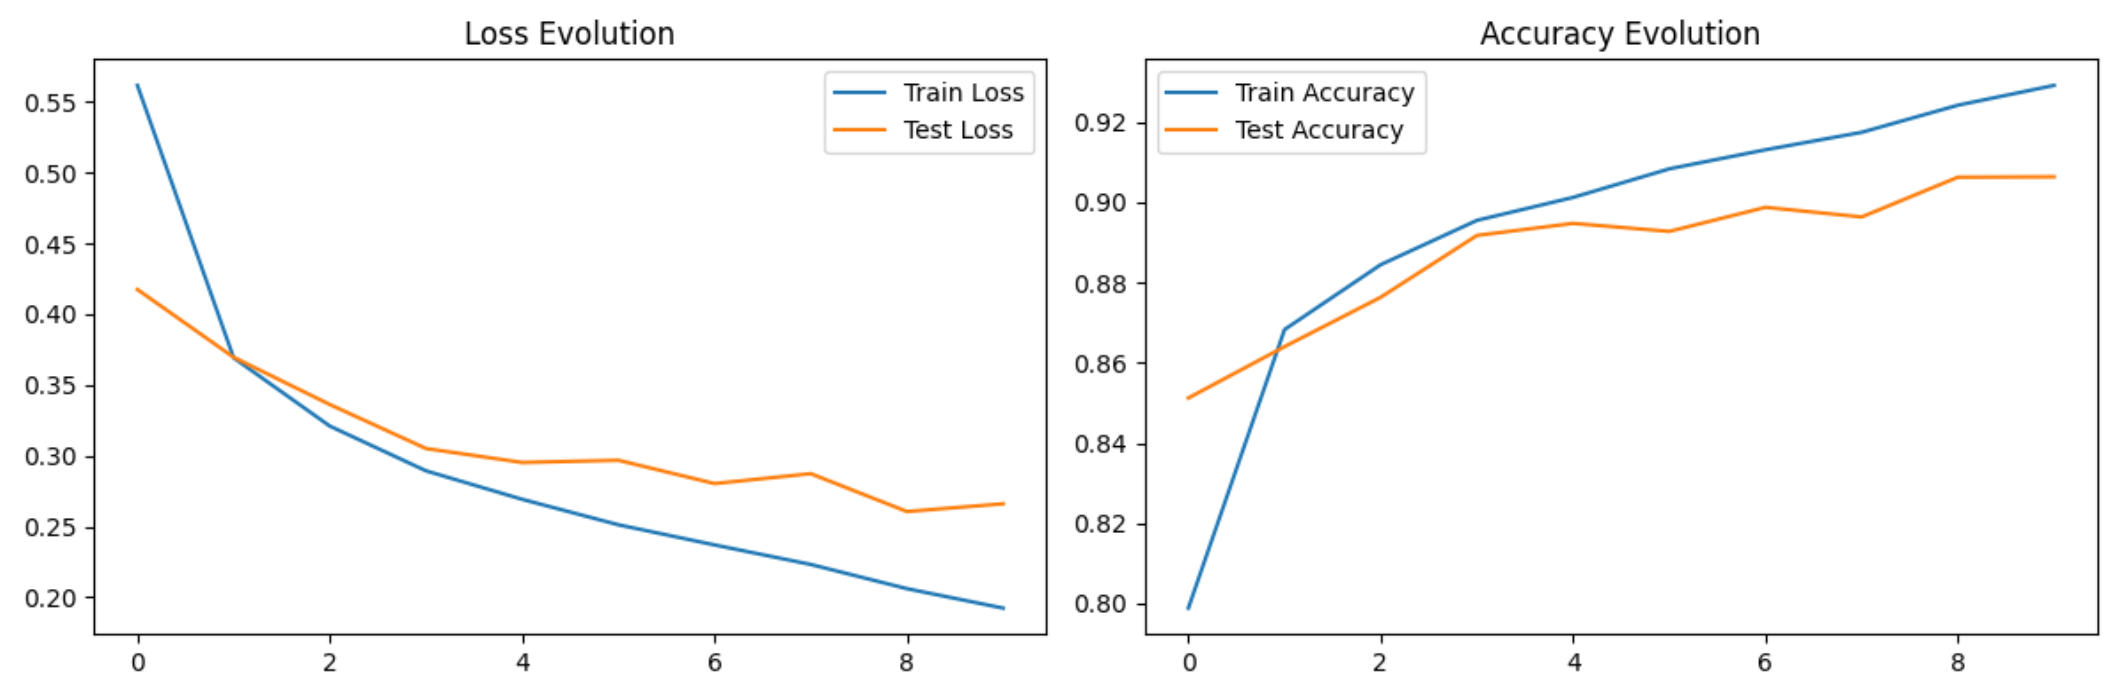 Loss Evolution
Train Loss
Test Loss
0.55
0.50
0.45
0.40
0.35
0.30
0.25
0.20
0 2 4 6 8
Accuracy Evolution
Train Accuracy
Test Accuracy
0.92
0.90
0.88
0.86
0.84
0.82
0.80
0 2 4 6 8